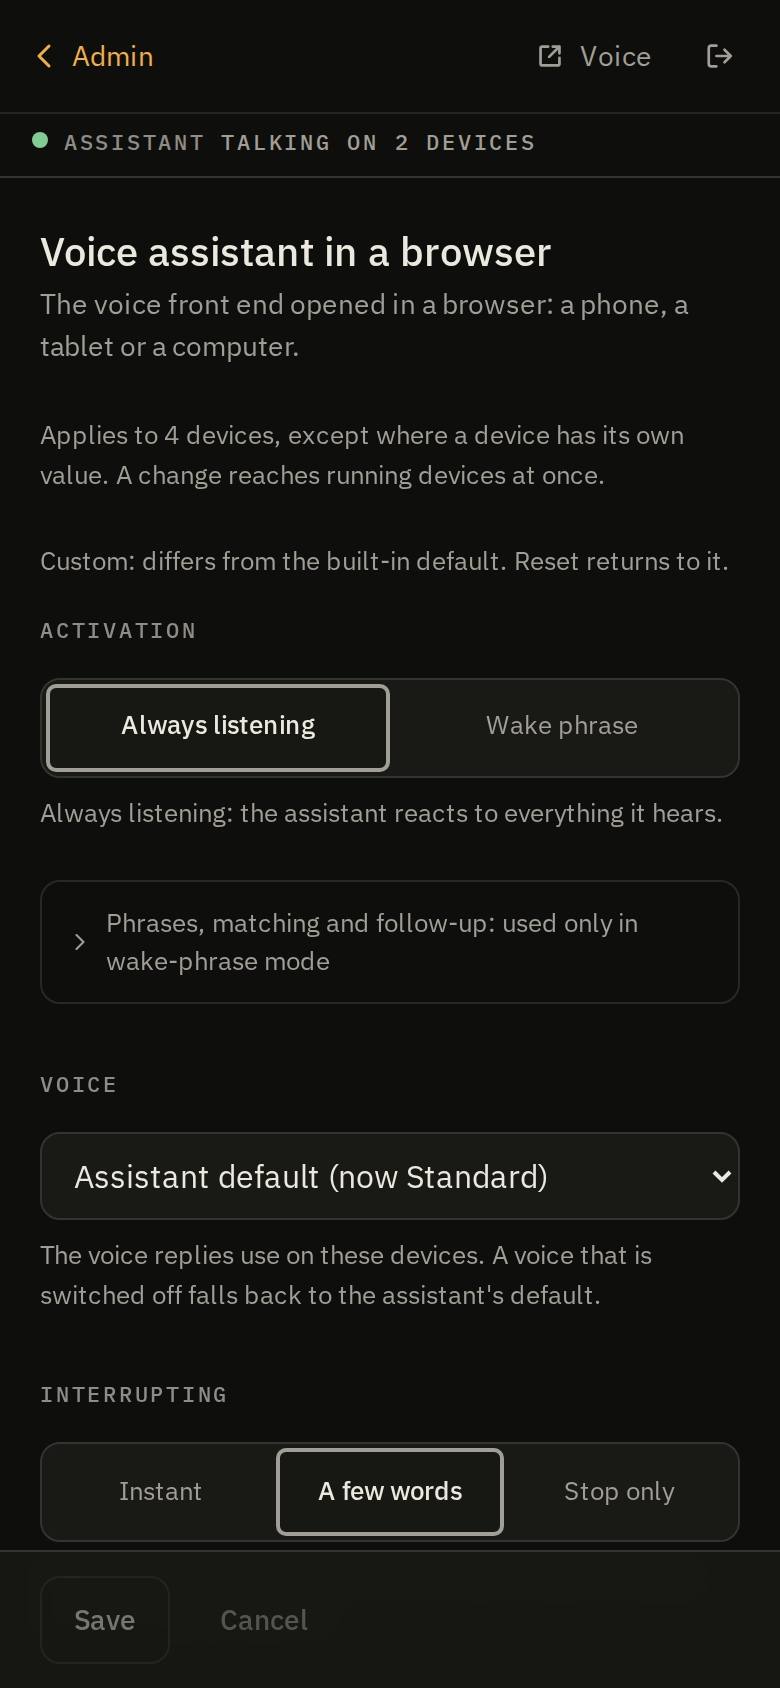 Admin
Voice
ASSISTANT TALKING ON 2 DEVICES
Voice assistant in a browser
The voice front end opened in a browser: a phone, a
tablet or a computer.
Applies to 4 devices, except where a device has its own
value. A change reaches running devices at once.
Custom: differs from the built-in default. Reset returns to it.
ACTIVATION
Always listening
Wake phrase
Always listening: the assistant reacts to everything it hears.
Phrases, matching and follow-up: used only in
wake-phrase mode
VOICE
Assistant default (now Standard)
The voice replies use on these devices. A voice that is
switched off falls back to the assistant's default.
INTERRUPTING
Instant
A few words
Stop only
Save
Cancel